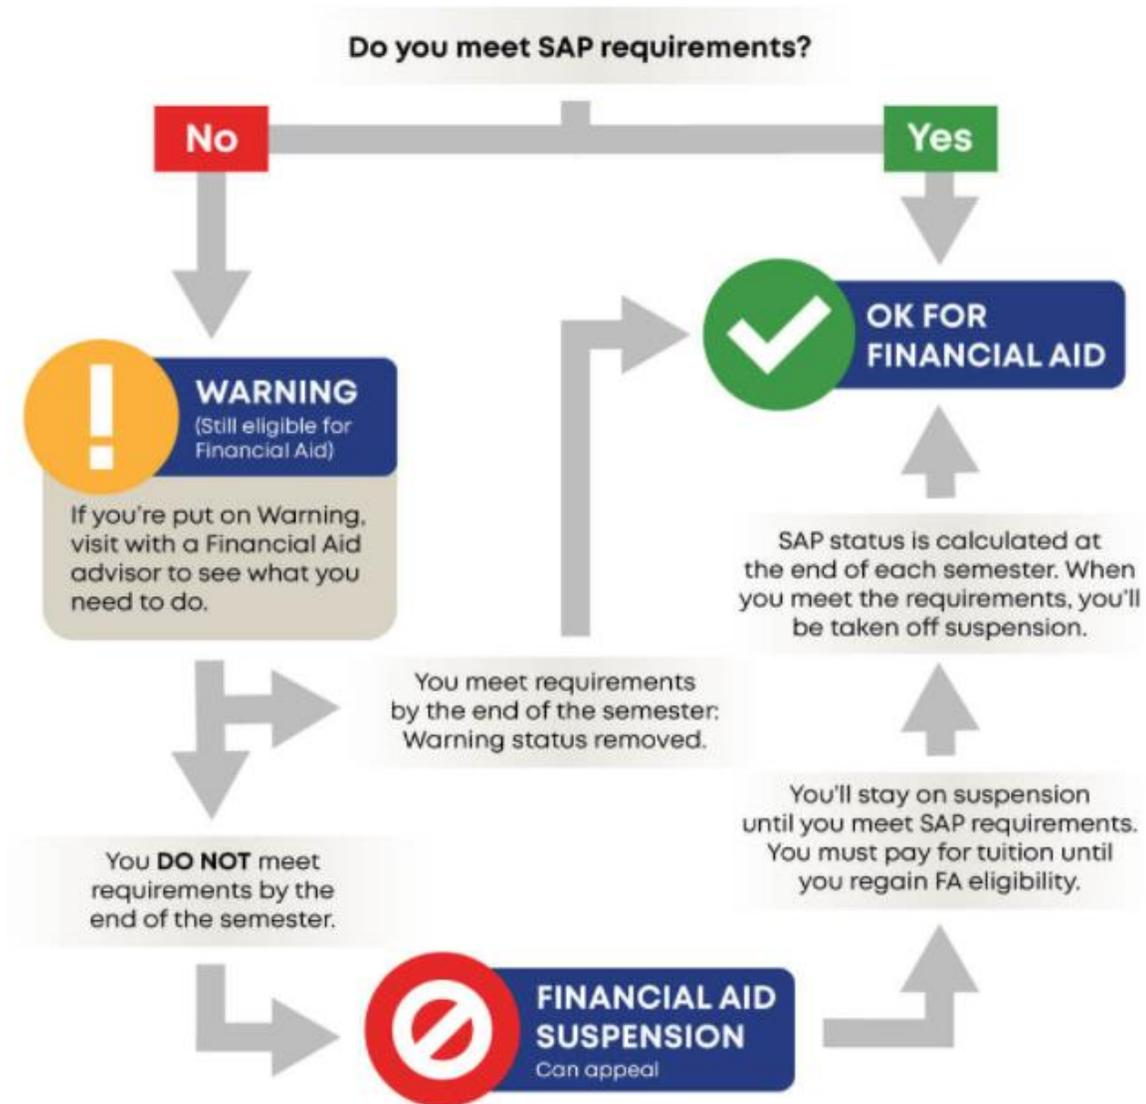 Do you meet SAP requirements?
No
Yes
OK FOR
FINANCIAL AID
WARNING
(Still eligible for
Financial Aid)
If you're put on Warning,
visit with a Financial Aid
advisor to see what you
need to do.
SAP status is calculated at
the end of each semester. When
you meet the requirements, you'll
be taken off suspension.
You meet requirements
by the end of the semester:
Warning status removed.
You'll stay on suspension
until you meet SAP requirements.
You must pay for tuition until
you regain FA eligibility.
You DO NOT meet
requirements by the
end of the semester.
FINANCIAL AID
SUSPENSION
Can appeal